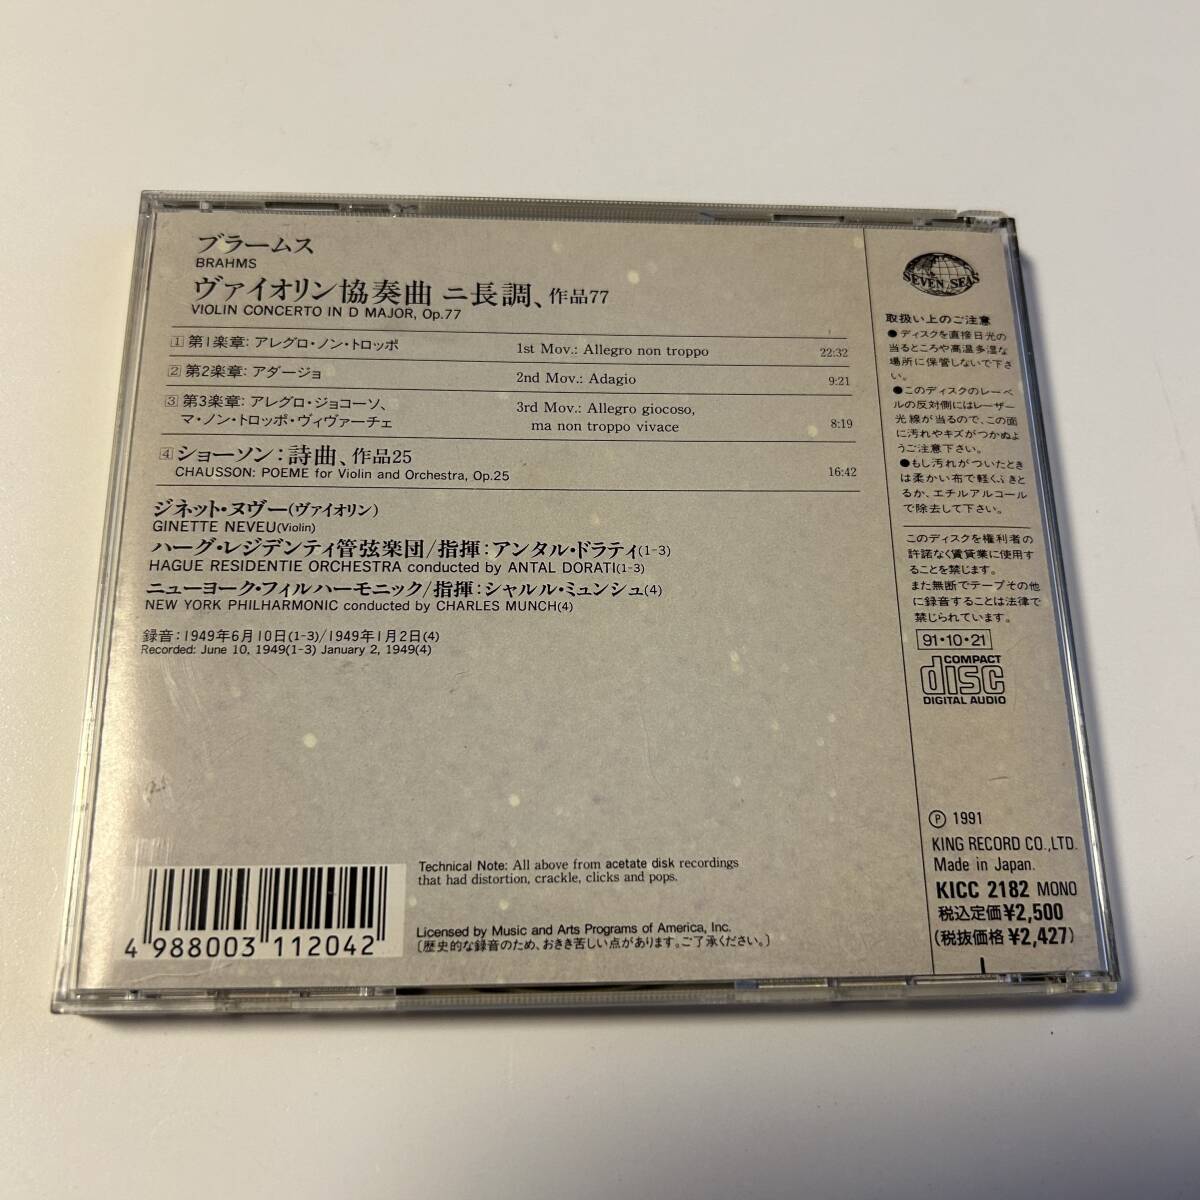 ブラームス
BRAHMS
ヴァイオリン協奏曲 ニ長調、作品77
VIOLIN CONCERTO IN D MAJOR, Op.77
1 第1楽章: アレグロ・ノン・トロッポ 1st Mov.: Allegro non troppo 22:32
2 第2楽章: アダージョ 2nd Mov.: Adagio 9:21
3 第3楽章: アレグロ・ジョコーソ、 3rd Mov.: Allegro giocoso,
マ・ノン・トロッポ・ヴィヴァーチェ ma non troppo vivace 8:19
4 ショーソン: 詩曲、作品25
CHAUSSON: POEME for Violin and Orchestra, Op.25 16:42
ジネット・ヌヴー(ヴァイオリン)
GINETTE NEVEU(Violin)
ハーグ・レジデンティ管弦楽団/指揮: アンタル・ドラティ(1-3)
HAGUE RESIDENTIE ORCHESTRA conducted by ANTAL DORATI(1-3)
ニューヨーク・フィルハーモニック/指揮: シャルル・ミュンシュ(4)
NEW YORK PHILHARMONIC conducted by CHARLES MUNCH(4)
録音: 1949年6月10日(1-3)/1949年1月2日(4)
Recorded: June 10, 1949(1-3) January 2, 1949(4)
Technical Note: All above from acetate disk recordings
that had distortion, crackle, clicks and pops.
Licensed by Music and Arts Programs of America, Inc.
〔歴史的な録音のため、おきき苦しい点があります。ご了承ください。〕
4 988003 112042
SEVEN SEAS
取扱い上のご注意
●ディスクを直接日光の
当るところや高温多湿な
場所に保管しないで下さ
い。
●このディスクのレーベ
ルの反対側にはレーザー
光線が当るので、この面
に汚れやキズがつかぬよ
うご注意下さい。
●もし汚れがついたとき
は柔かい布で軽くふきと
るか、エチルアルコール
で除去して下さい。
このディスクを権利者の
許諾なく賃貸業に使用す
ることを禁じます。
また無断でテープその他
に録音することは法律で
禁じられています。
91・10・21
COMPACT
disc
DIGITAL AUDIO
Ⓟ 1991
KING RECORD CO.,LTD.
Made in Japan.
KICC 2182 MONO
税込定価¥2,500
(税抜価格 ¥2,427)